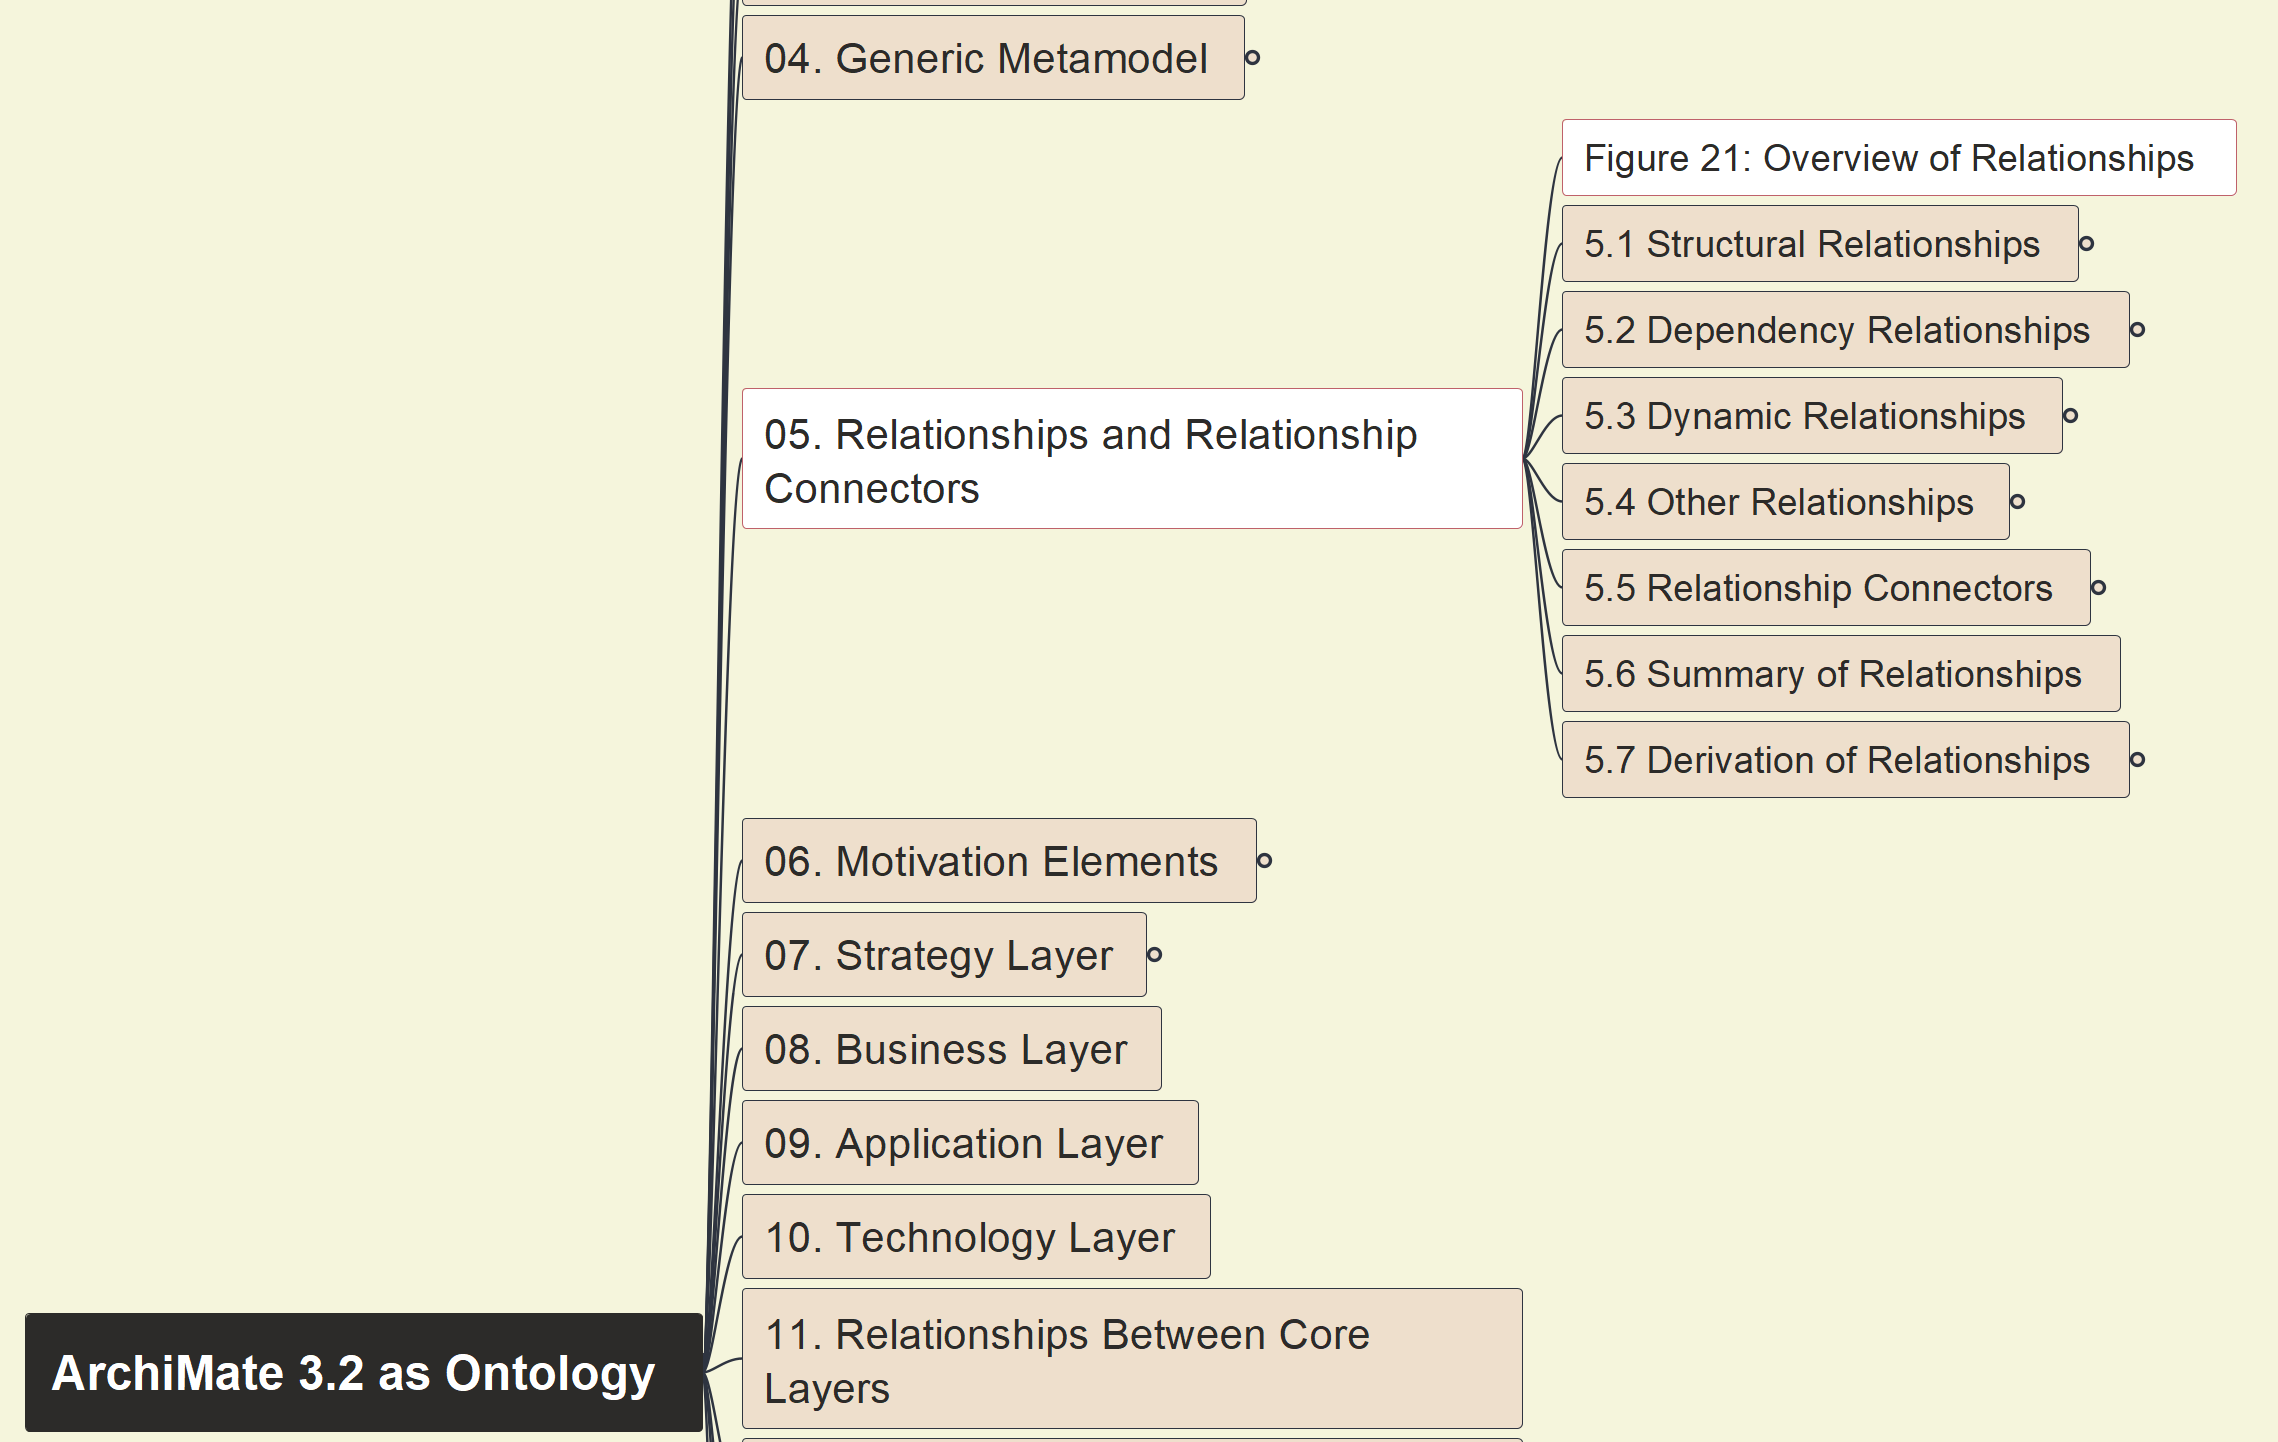 04. Generic Metamodel
Figure 21: Overview of Relationships
5.1 Structural Relationships
5.2 Dependency Relationships
5.3 Dynamic Relationships
05. Relationships and Relationship
Connectors
5.4 Other Relationships
5.5 Relationship Connectors
5.6 Summary of Relationships
5.7 Derivation of Relationships
06. Motivation Elements
07. Strategy Layer
08. Business Layer
09. Application Layer
10. Technology Layer
11. Relationships Between Core
Layers
ArchiMate 3.2 as Ontology